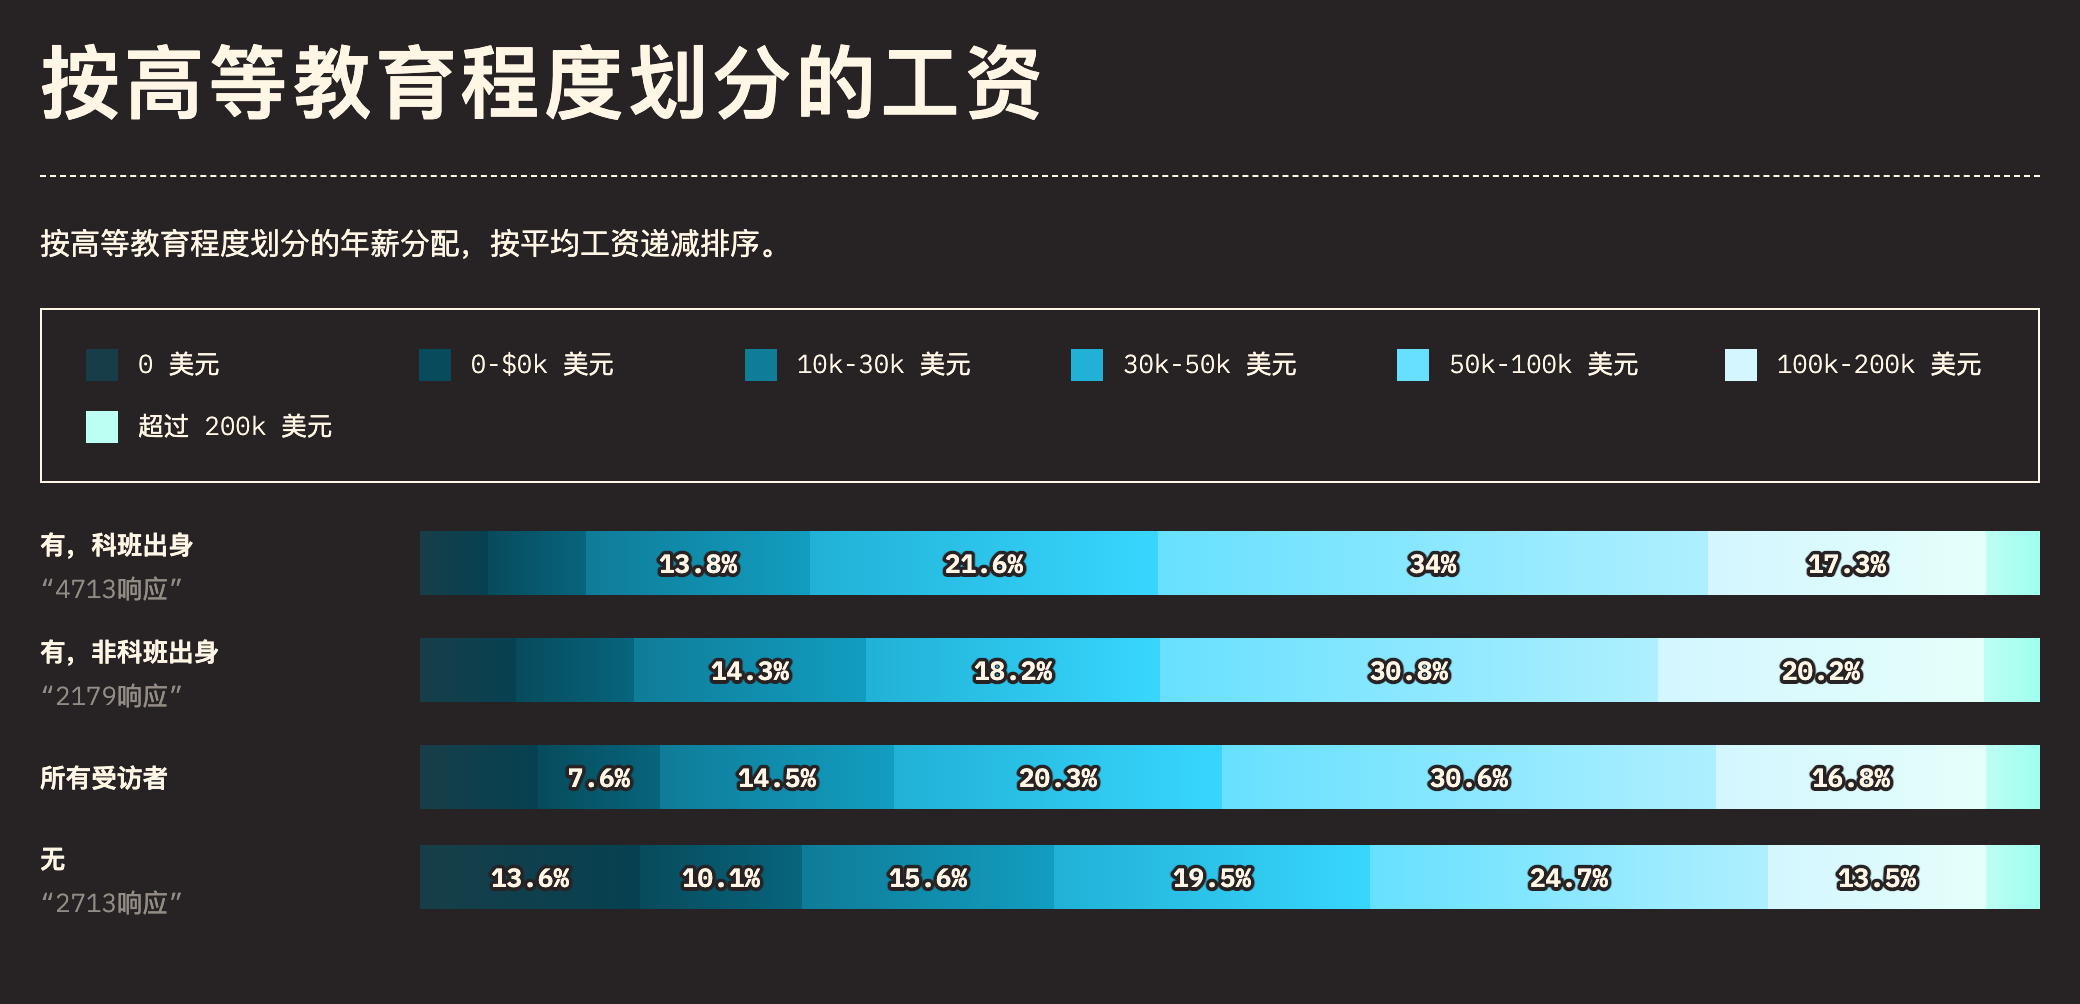 按高等教育程度划分的工资
按高等教育程度划分的年薪分配，按平均工资递减排序。
0 美元 0-$0k 美元 10k-30k 美元 30k-50k 美元 50k-100k 美元 100k-200k 美元
超过 200k 美元
有，科班出身
“4713响应”
13.8% 21.6% 34% 17.3%
有，非科班出身
“2179响应”
14.3% 18.2% 30.8% 20.2%
所有受访者
7.6% 14.5% 20.3% 30.6% 16.8%
无
“2713响应”
13.6% 10.1% 15.6% 19.5% 24.7% 13.5%